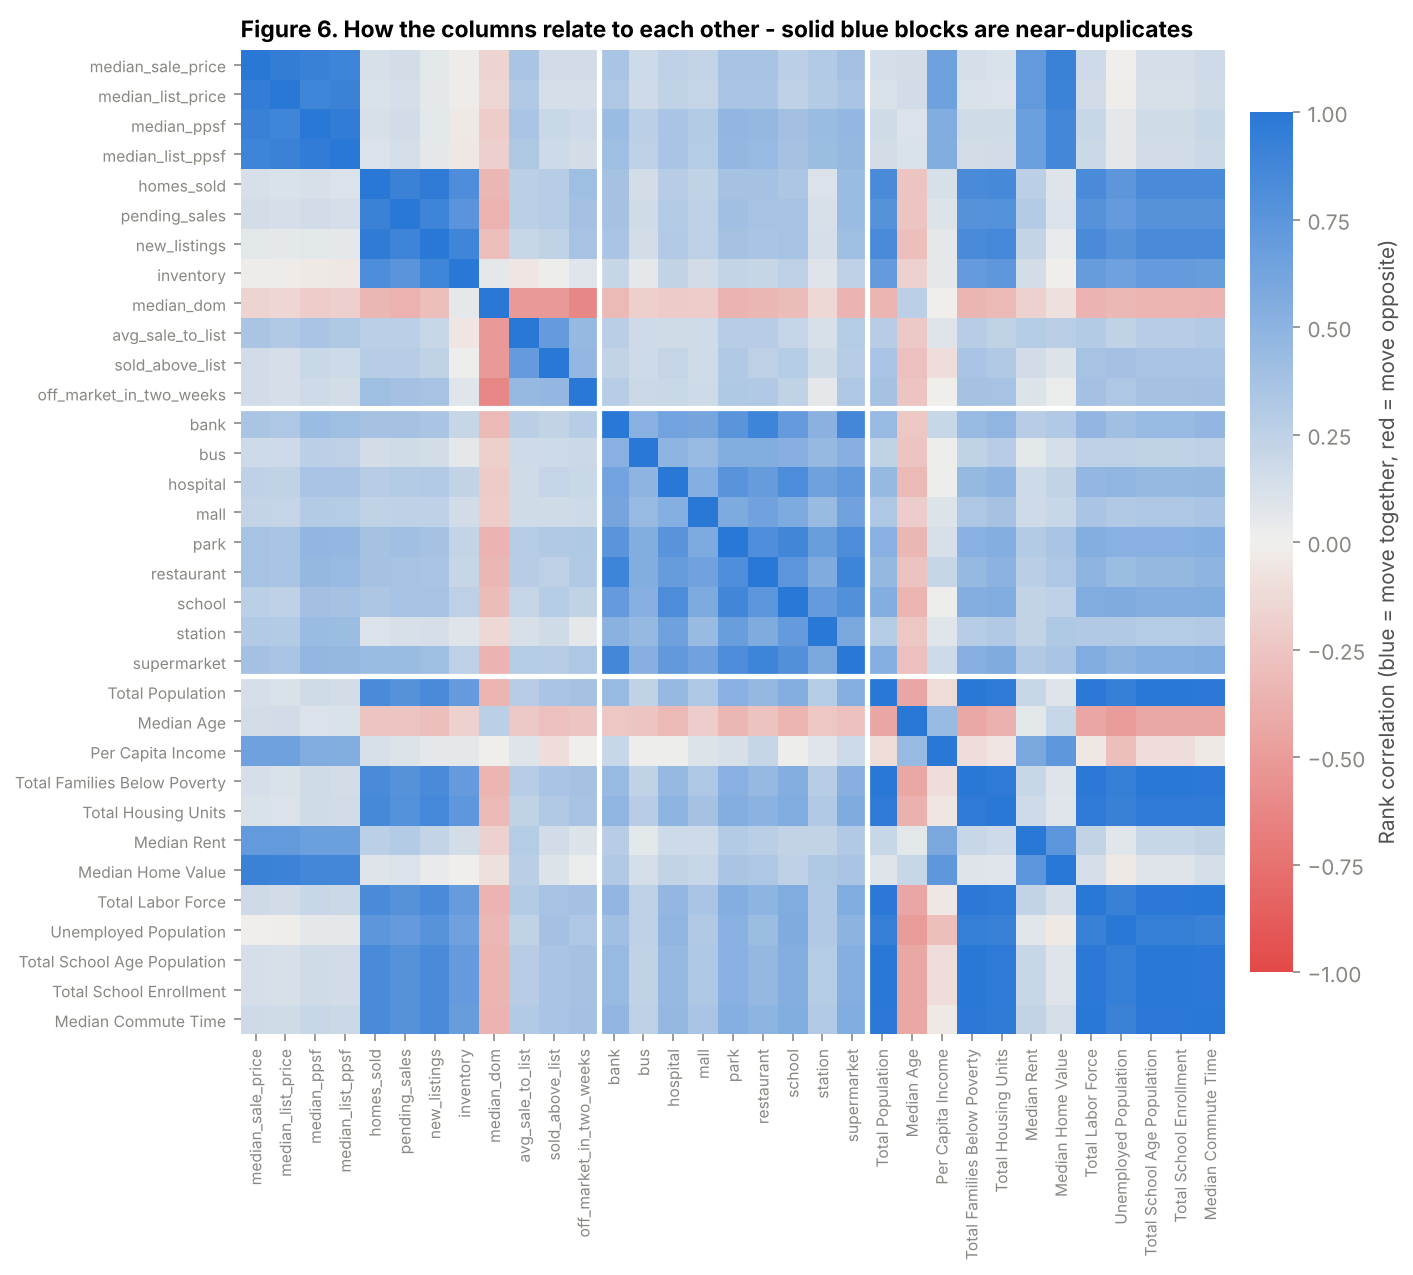 Figure 6. How the columns relate to each other - solid blue blocks are near-duplicates
median_sale_price
median_list_price
median_ppsf
median_list_ppsf
homes_sold
pending_sales
new_listings
inventory
median_dom
avg_sale_to_list
sold_above_list
off_market_in_two_weeks
bank
bus
hospital
mall
park
restaurant
school
station
supermarket
Total Population
Median Age
Per Capita Income
Total Families Below Poverty
Total Housing Units
Median Rent
Median Home Value
Total Labor Force
Unemployed Population
Total School Age Population
Total School Enrollment
Median Commute Time
median_sale_price
median_list_price
median_ppsf
median_list_ppsf
homes_sold
pending_sales
new_listings
inventory
median_dom
avg_sale_to_list
sold_above_list
off_market_in_two_weeks
bank
bus
hospital
mall
park
restaurant
school
station
supermarket
Total Population
Median Age
Per Capita Income
Total Families Below Poverty
Total Housing Units
Median Rent
Median Home Value
Total Labor Force
Unemployed Population
Total School Age Population
Total School Enrollment
Median Commute Time
1.00
0.75
0.50
0.25
0.00
−0.25
−0.50
−0.75
−1.00
Rank correlation (blue = move together, red = move opposite)